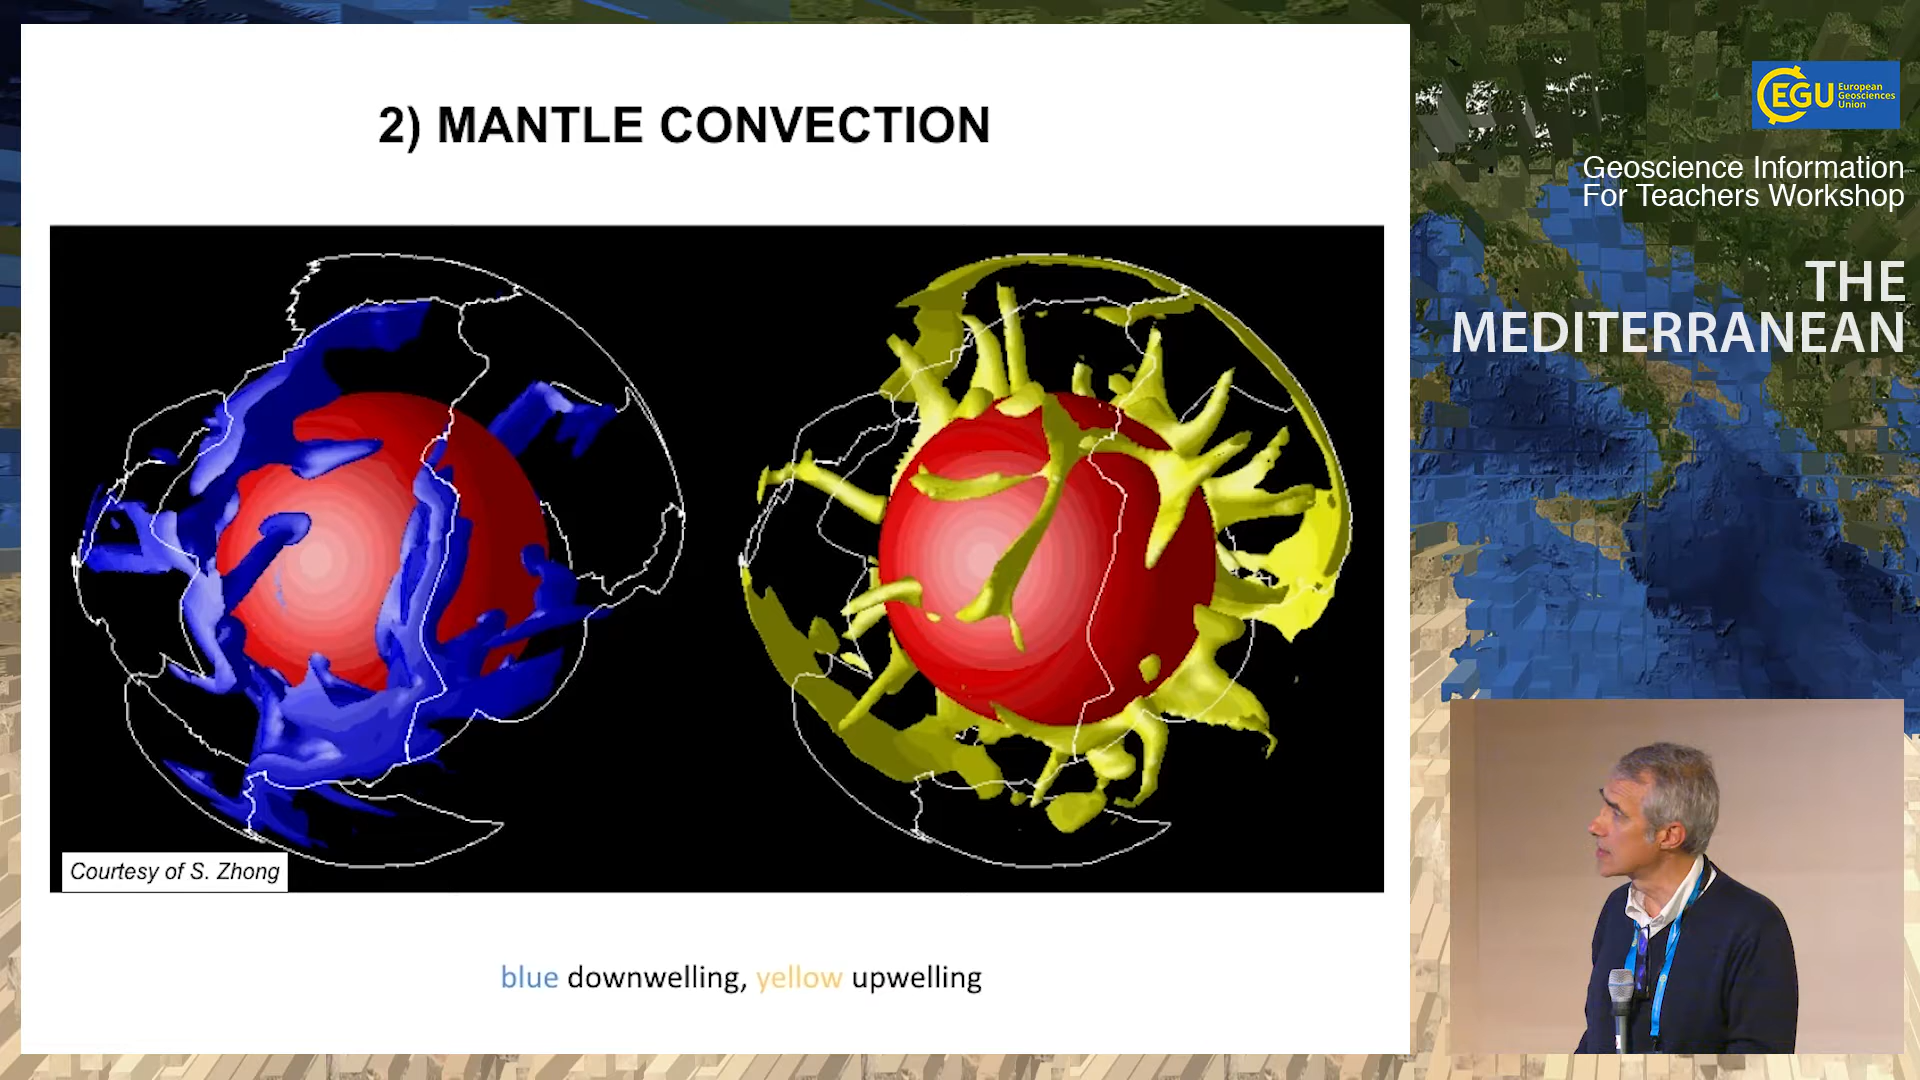 2) MANTLE CONVECTION
Courtesy of S. Zhong
blue downwelling, yellow upwelling
EGU European
Geosciences
Union
Geoscience Information
For Teachers Workshop
THE
MEDITERRANEAN